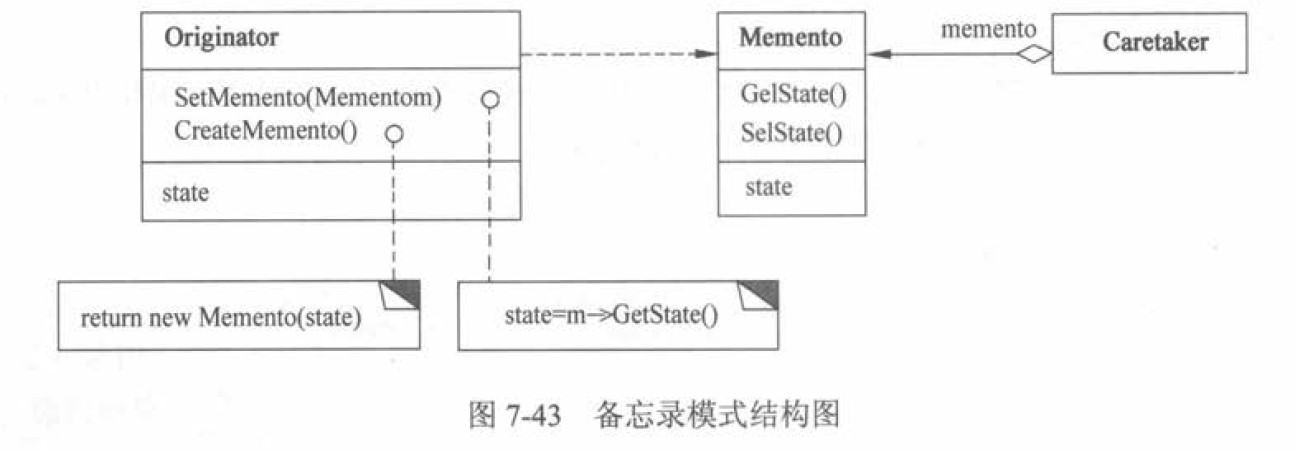 Originator
SetMemento(Mementom)
CreateMemento()
state
Memento
GelState()
SelState()
state
memento
Caretaker
return new Memento(state)
state=m->GetState()
图 7-43 备忘录模式结构图